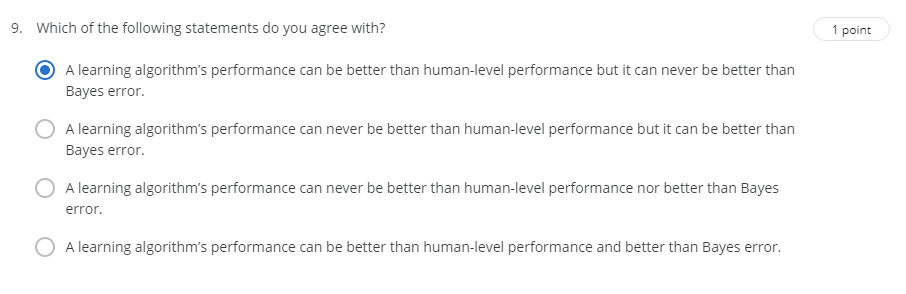 9. Which of the following statements do you agree with?
1 point
A learning algorithm's performance can be better than human-level performance but it can never be better than
Bayes error.
A learning algorithm's performance can never be better than human-level performance but it can be better than
Bayes error.
A learning algorithm's performance can never be better than human-level performance nor better than Bayes
error.
A learning algorithm's performance can be better than human-level performance and better than Bayes error.